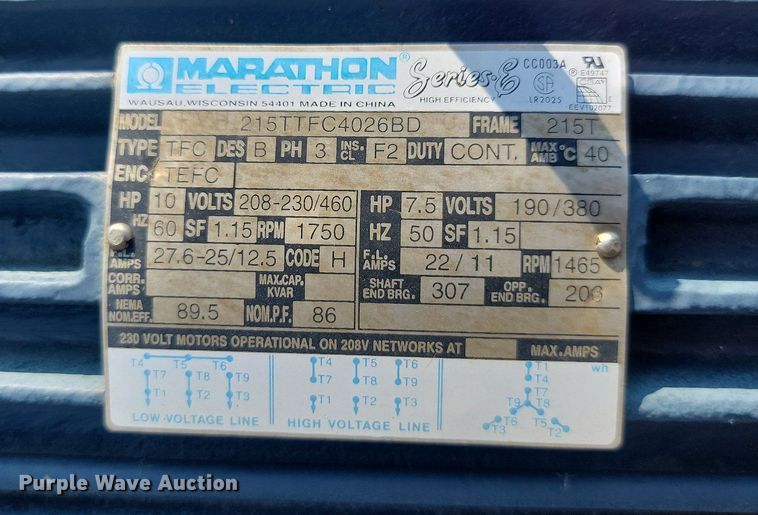 MARATHON ® Series-E CC003A
ELECTRIC HIGH EFFICIENCY LR2025
WAUSAU, WISCONSIN 54401 MADE IN CHINA
® E49747
CSA
EEV102077
MODEL 215TTFC4026BD FRAME 215T
TYPE TFC DES B PH 3 INS. CL F2 DUTY CONT. MAX AMB °C 40
ENC. TEFC
HP 10 VOLTS 208-230/460 HP 7.5 VOLTS 190/380
HZ 60 SF 1.15 RPM 1750 HZ 50 SF 1.15
F.L. AMPS 27.6-25/12.5 CODE H F.L. AMPS 22/11 RPM 1465
CORR. AMPS MAX.CAP. KVAR SHAFT END BRG. 307 OPP. END BRG. 206
NEMA NOM.EFF. 89.5 NOM.P.F. 86
230 VOLT MOTORS OPERATIONAL ON 208V NETWORKS AT MAX.AMPS
T4 T5 T6 T4 T5 T6 T1 wh
T7 T8 T9 T7 T8 T9 T4
T1 T2 T3 T1 T2 T3 T7
T9 T8
T6 T5
T3 T2
LOW-VOLTAGE LINE HIGH VOLTAGE LINE
Purple Wave Auction